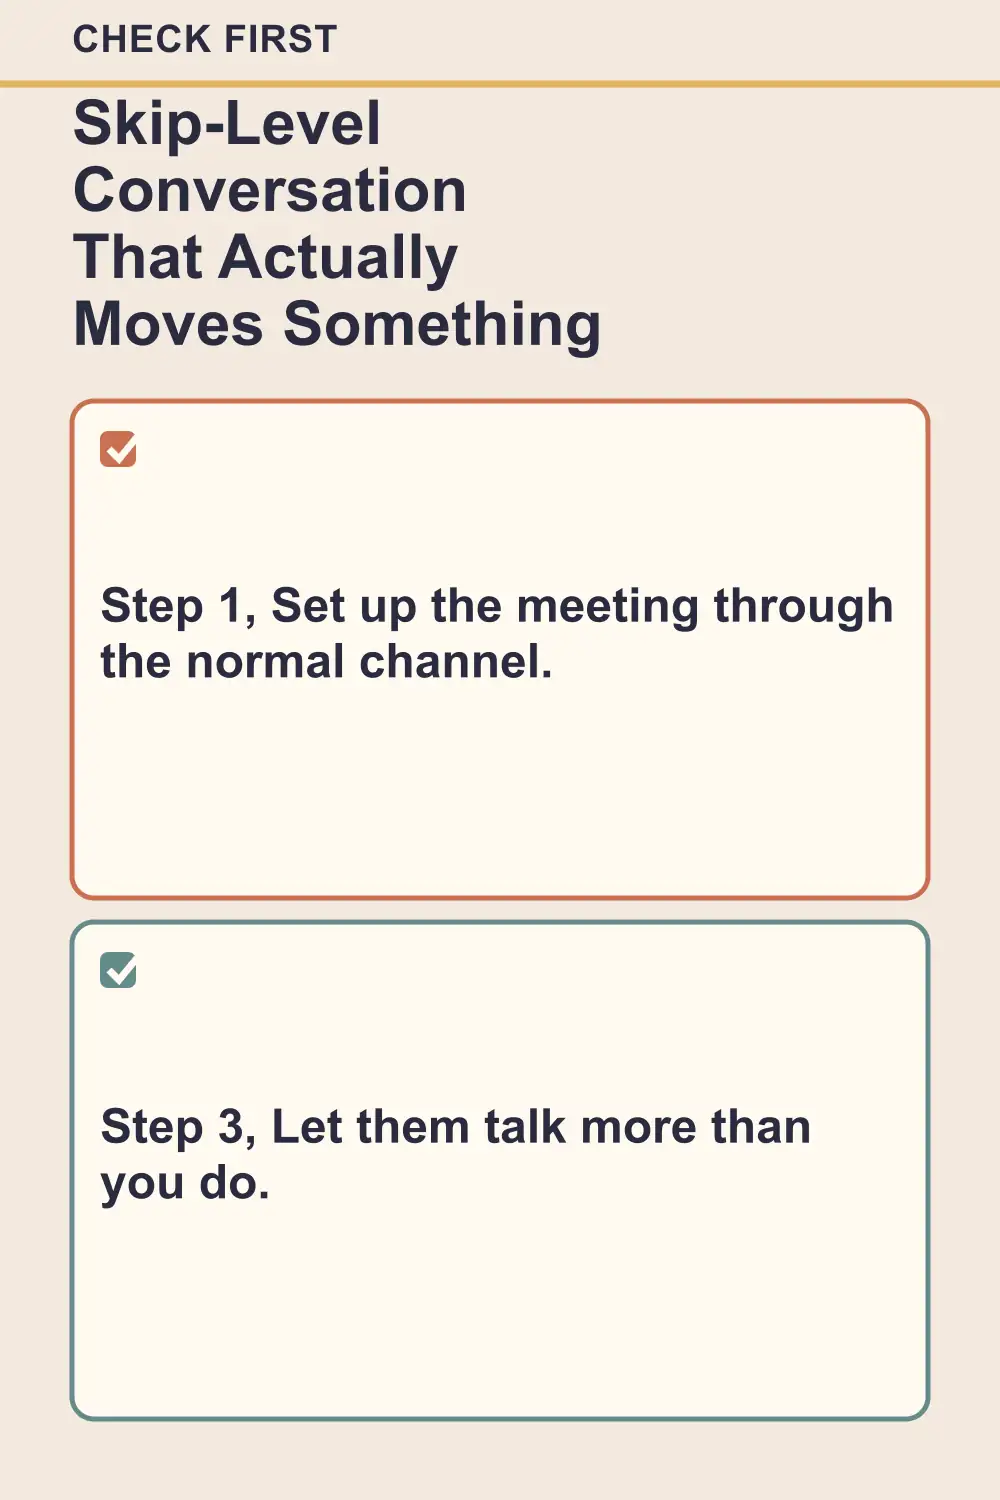 CHECK FIRST
Skip-Level
Conversation
That Actually
Moves Something
Step 1, Set up the meeting through
the normal channel.
Step 3, Let them talk more than
you do.